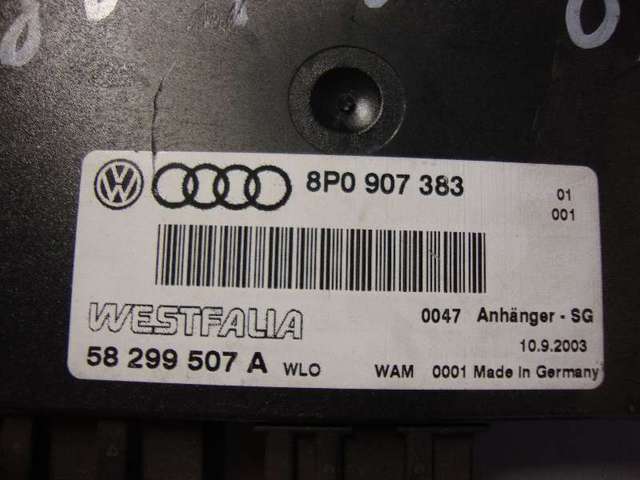 VW 8P0 907 383 01
001
WESTFALIA 0047 Anhänger - SG
10.9.2003
58 299 507 A WLO WAM 0001 Made in Germany